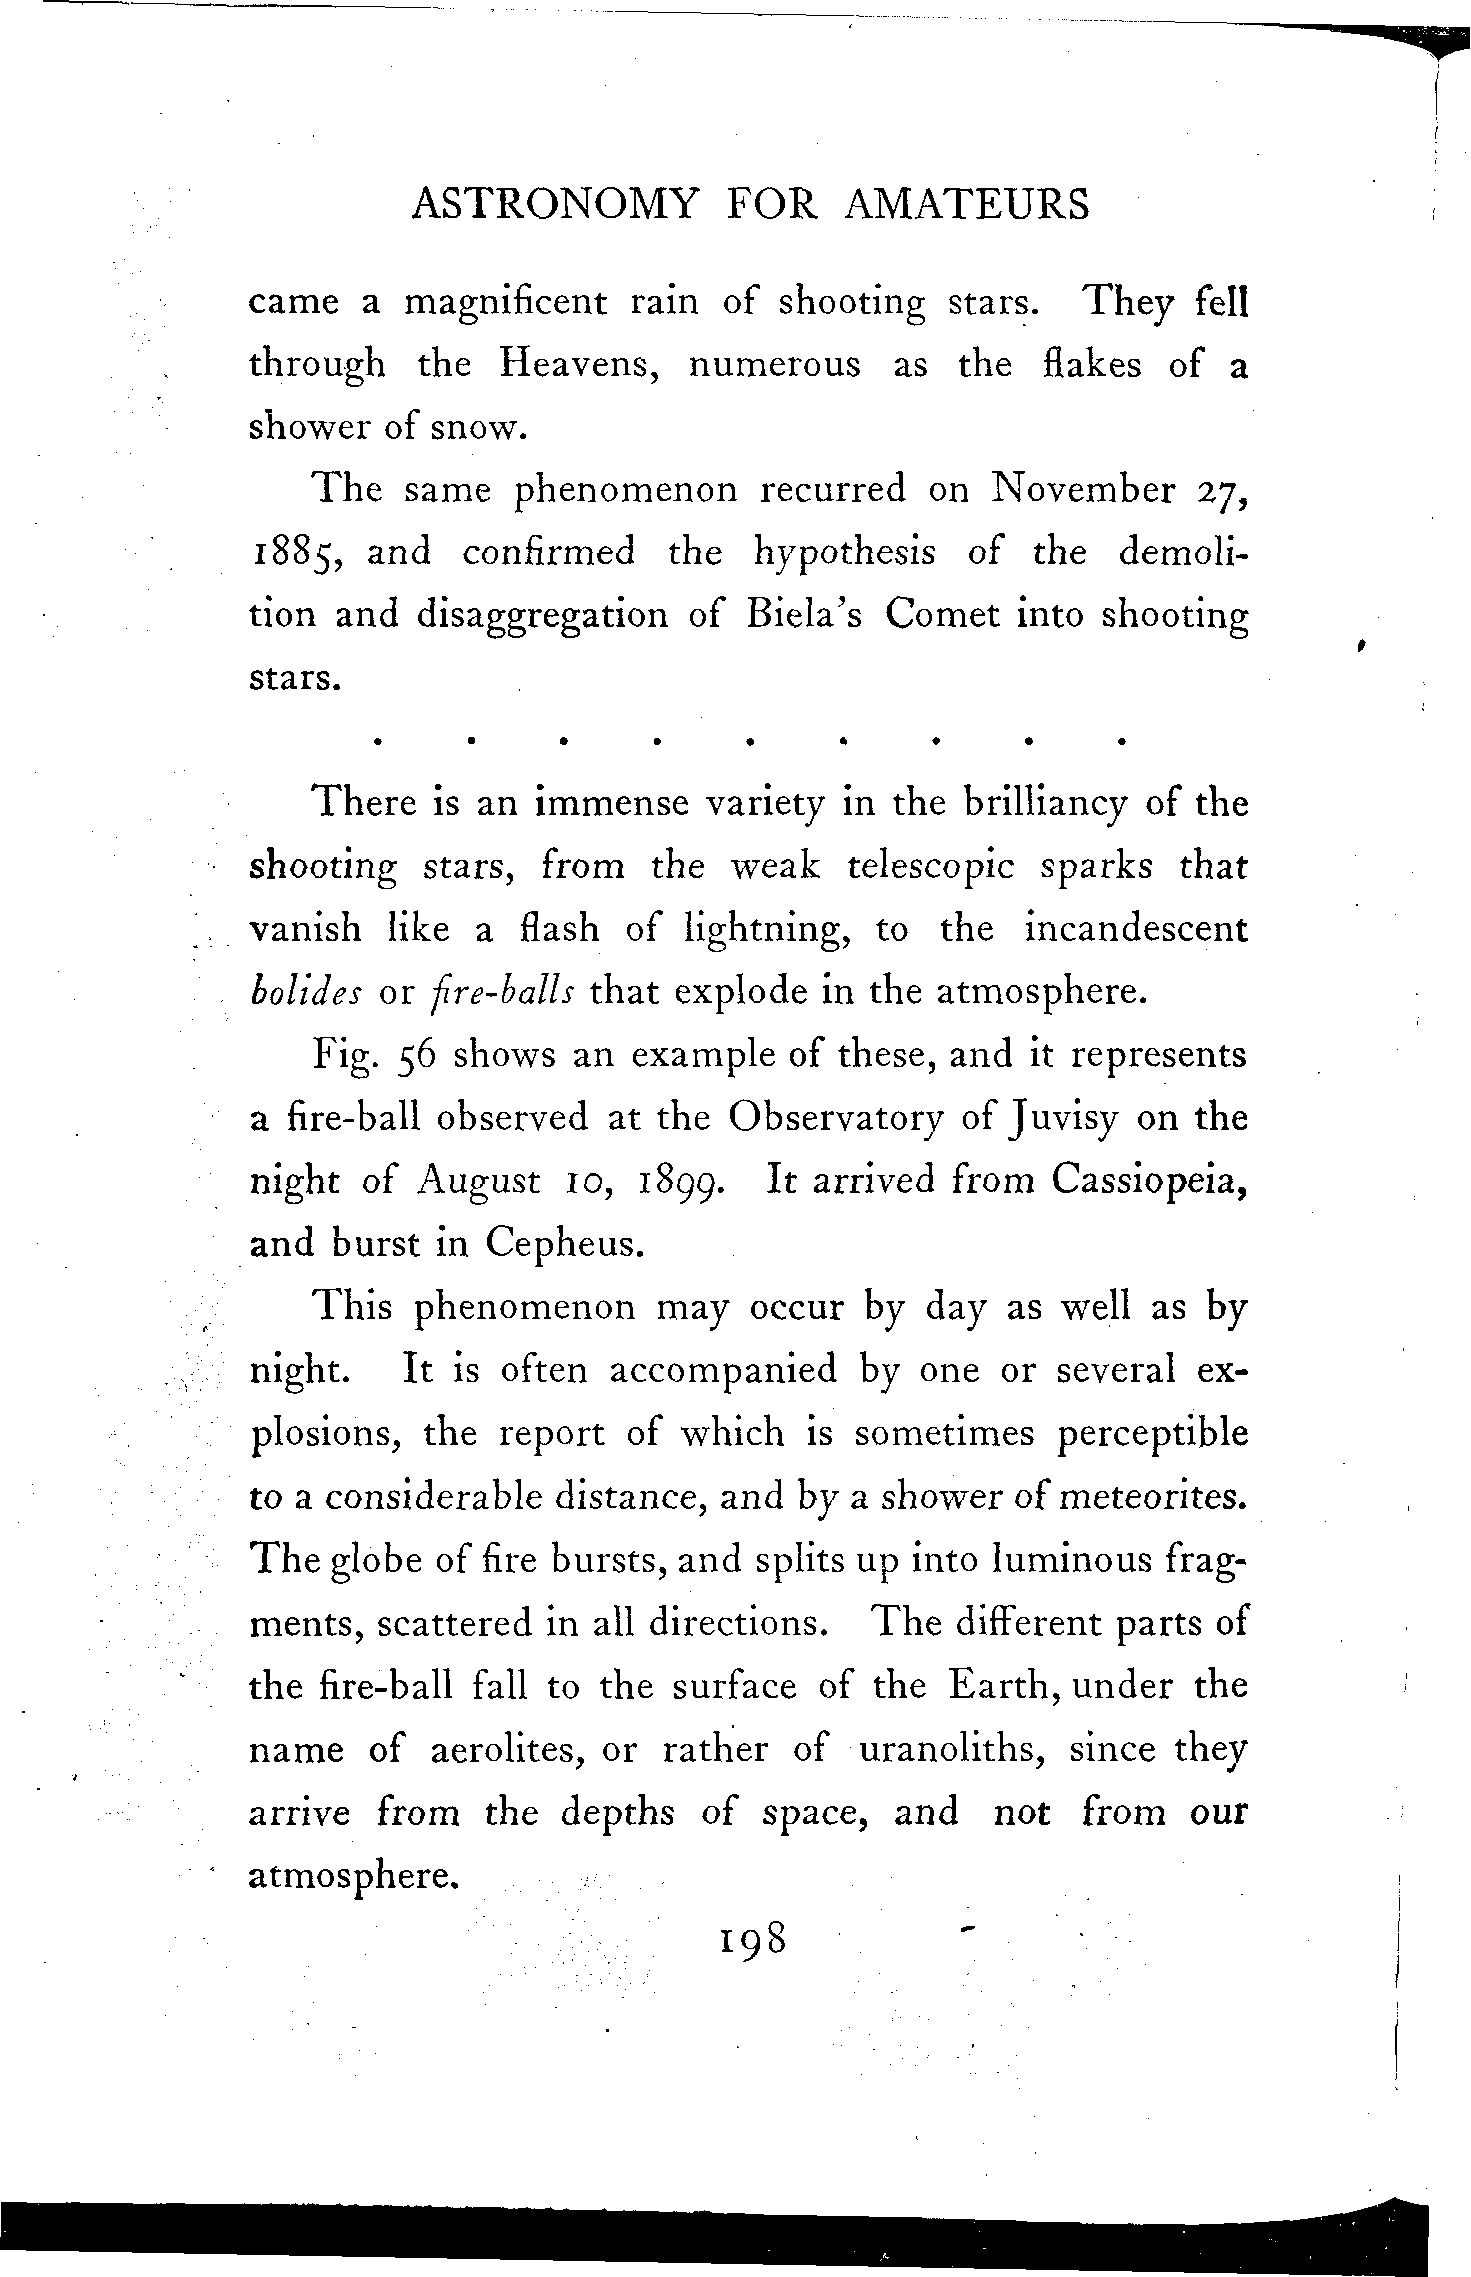 ASTRONOMY FOR AMATEURS
came a magnificent rain of shooting stars. They fell
through the Heavens, numerous as the flakes of a
shower of snow.
The same phenomenon recurred on November 27,
1885, and confirmed the hypothesis of the demoli-
tion and disaggregation of Biela's Comet into shooting
stars.
. . . . . . . . .
There is an immense variety in the brilliancy of the
shooting stars, from the weak telescopic sparks that
vanish like a flash of lightning, to the incandescent
bolides or fire-balls that explode in the atmosphere.
Fig. 56 shows an example of these, and it represents
a fire-ball observed at the Observatory of Juvisy on the
night of August 10, 1899. It arrived from Cassiopeia,
and burst in Cepheus.
This phenomenon may occur by day as well as by
night. It is often accompanied by one or several ex-
plosions, the report of which is sometimes perceptible
to a considerable distance, and by a shower of meteorites.
The globe of fire bursts, and splits up into luminous frag-
ments, scattered in all directions. The different parts of
the fire-ball fall to the surface of the Earth, under the
name of aerolites, or rather of uranoliths, since they
arrive from the depths of space, and not from our
atmosphere.
198